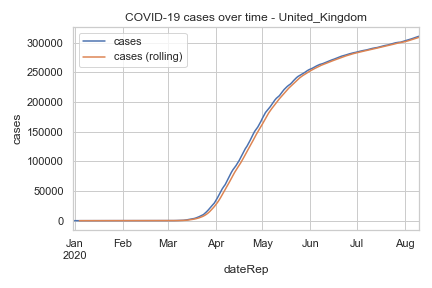 COVID-19 cases over time - United_Kingdom
cases
cases (rolling)
300000
250000
200000
150000
100000
50000
0
cases
Jan Feb Mar Apr May Jun Jul Aug
2020
dateRep